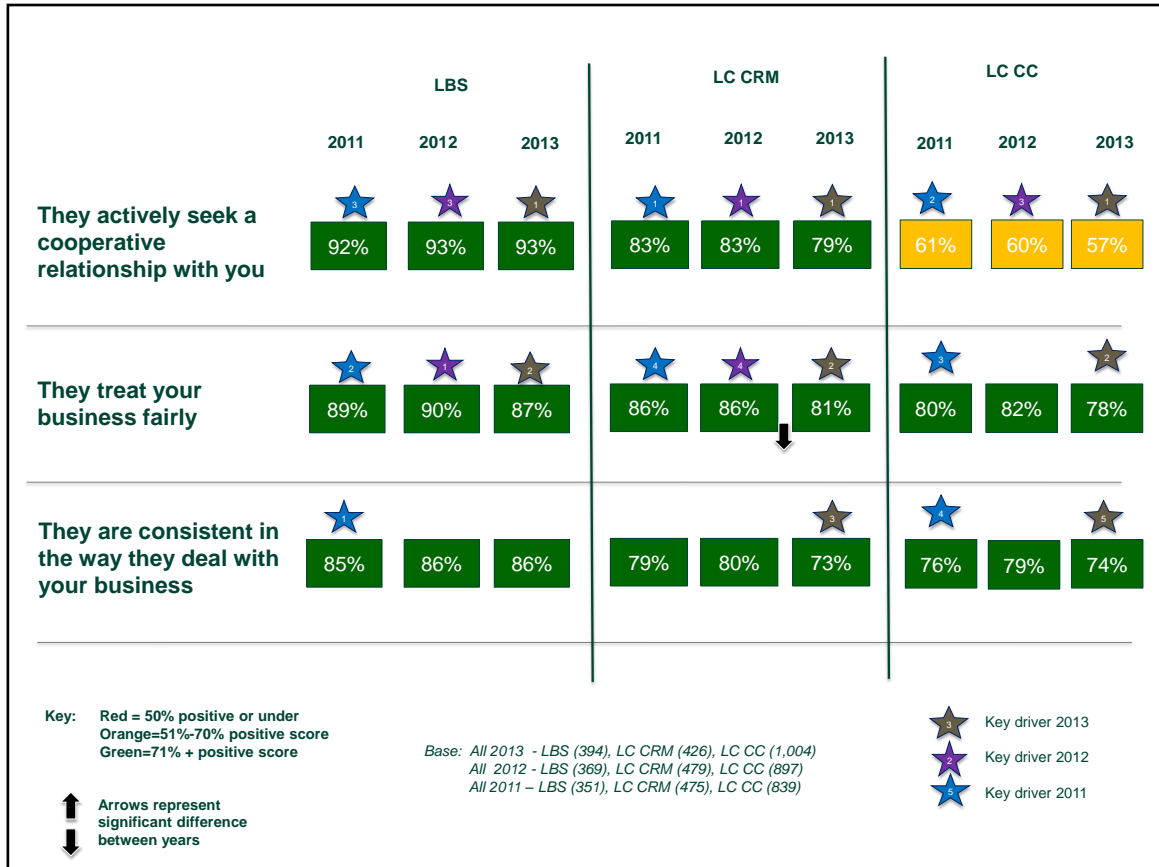 LBS LC CRM LC CC
2011 2012 2013 2011 2012 2013 2011 2012 2013
They actively seek a
cooperative
relationship with you
3 3 1 1 1 1 2 3 1
92% 93% 93% 83% 83% 79% 61% 60% 57%
They treat your
business fairly
2 1 2 4 4 2 3 2
89% 90% 87% 86% 86% 81% 80% 82% 78%
They are consistent in
the way they deal with
your business
1 3 4 5
85% 86% 86% 79% 80% 73% 76% 79% 74%
Key: Red = 50% positive or under
Orange=51%-70% positive score
Green=71% + positive score
Arrows represent
significant difference
between years
Base: All 2013 - LBS (394), LC CRM (426), LC CC (1,004)
All 2012 - LBS (369), LC CRM (479), LC CC (897)
All 2011 – LBS (351), LC CRM (475), LC CC (839)
3 Key driver 2013
2 Key driver 2012
5 Key driver 2011